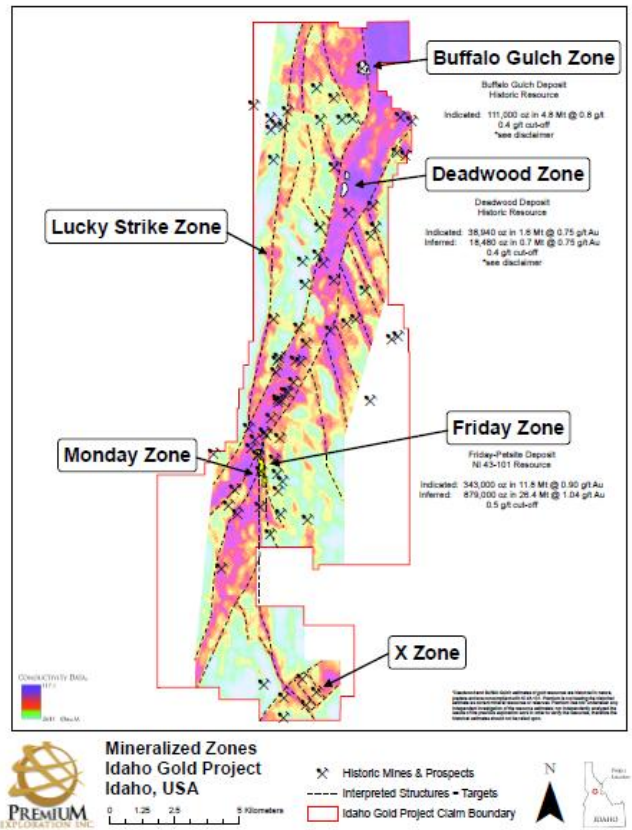 Buffalo Gulch Zone
Buffalo Gulch Deposit
Historic Resource
Indicated: 111,000 oz in 4.8 Mt @ 0.8 g/t
0.4 g/t cut-off
*see disclaimer
Deadwood Zone
Deadwood Deposit
Historic Resource
Indicated: 38,940 oz in 1.6 Mt @ 0.75 g/t Au
Inferred: 18,480 oz in 0.7 Mt @ 0.75 g/t Au
0.4 g/t cut-off
*see disclaimer
Lucky Strike Zone
Friday Zone
Friday-Petsite Deposit
NI 43-101 Resource
Indicated: 343,000 oz in 11.8 Mt @ 0.90 g/t Au
Inferred: 879,000 oz in 26.4 Mt @ 1.04 g/t Au
0.5 g/t cut-off
Monday Zone
X Zone
CONDUCTIVITY DATA
PREMIUM
EXPLORATION INC
Mineralized Zones
Idaho Gold Project
Idaho, USA
0 1.25 2.5 5 Kilometers
Historic Mines & Prospects
Interpreted Structures - Targets
Idaho Gold Project Claim Boundary
N
Project
Location
IDAHO